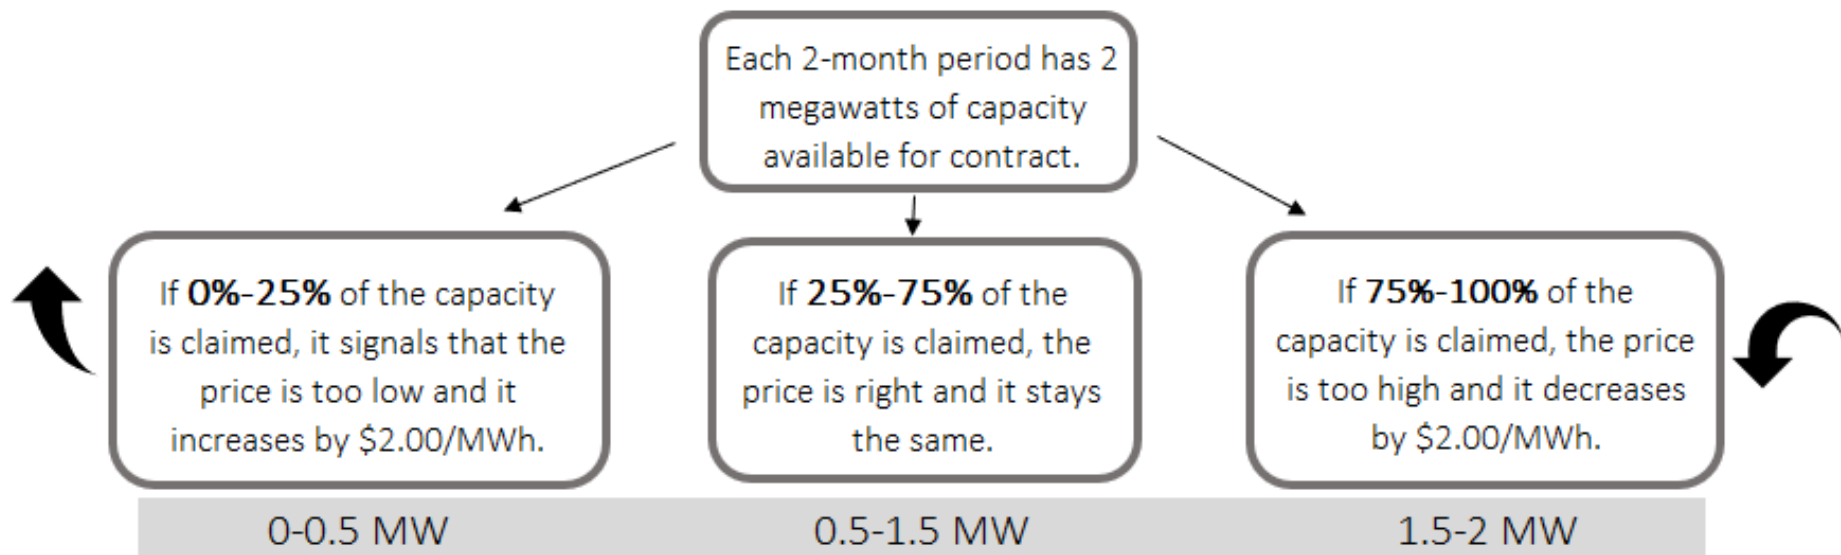 Each 2-month period has 2
megawatts of capacity
available for contract.
If 0%-25% of the capacity
is claimed, it signals that the
price is too low and it
increases by $2.00/MWh.
If 25%-75% of the
capacity is claimed, the
price is right and it stays
the same.
If 75%-100% of the
capacity is claimed, the price
is too high and it decreases
by $2.00/MWh.
0-0.5 MW
0.5-1.5 MW
1.5-2 MW